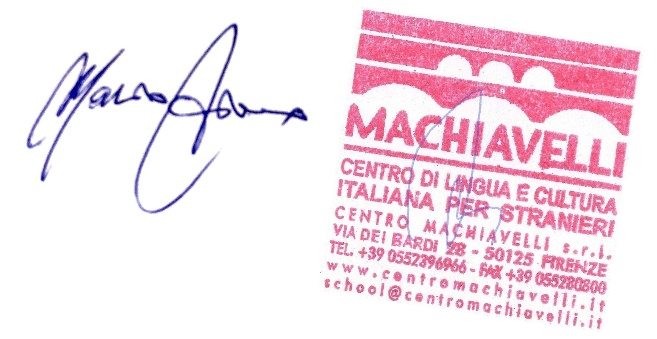 Mario
MACHIAVELLI
CENTRO DI LINGUA E CULTURA
ITALIANA PER STRANIERI
CENTRO MACHIAVELLI s.r.l.
VIA DEI BARDI 28 - 50125 FIRENZE
TEL. +39 0552396966 - FAX +39 055280800
www.centromachiavelli.it
school@centromachiavelli.it